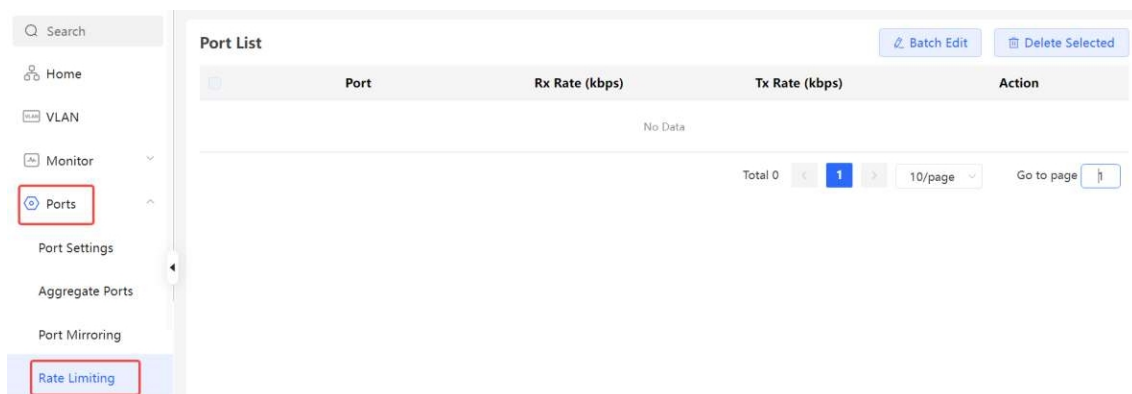 Search
Home
VLAN
Monitor
Ports
Port Settings
Aggregate Ports
Port Mirroring
Rate Limiting
Port List
Batch Edit
Delete Selected
Port Rx Rate (kbps) Tx Rate (kbps) Action
No Data
Total 0 < 1 > 10/page Go to page 1